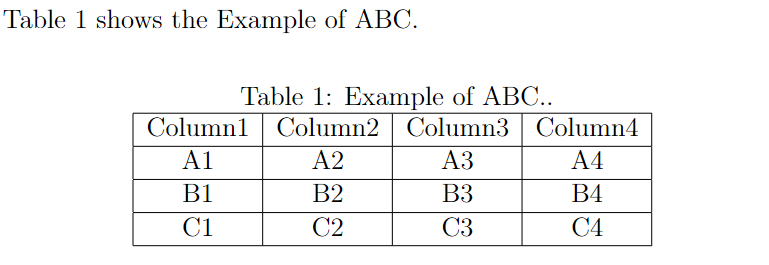 Table 1 shows the Example of ABC.
Table 1: Example of ABC..
Column1 Column2 Column3 Column4
A1 A2 A3 A4
B1 B2 B3 B4
C1 C2 C3 C4